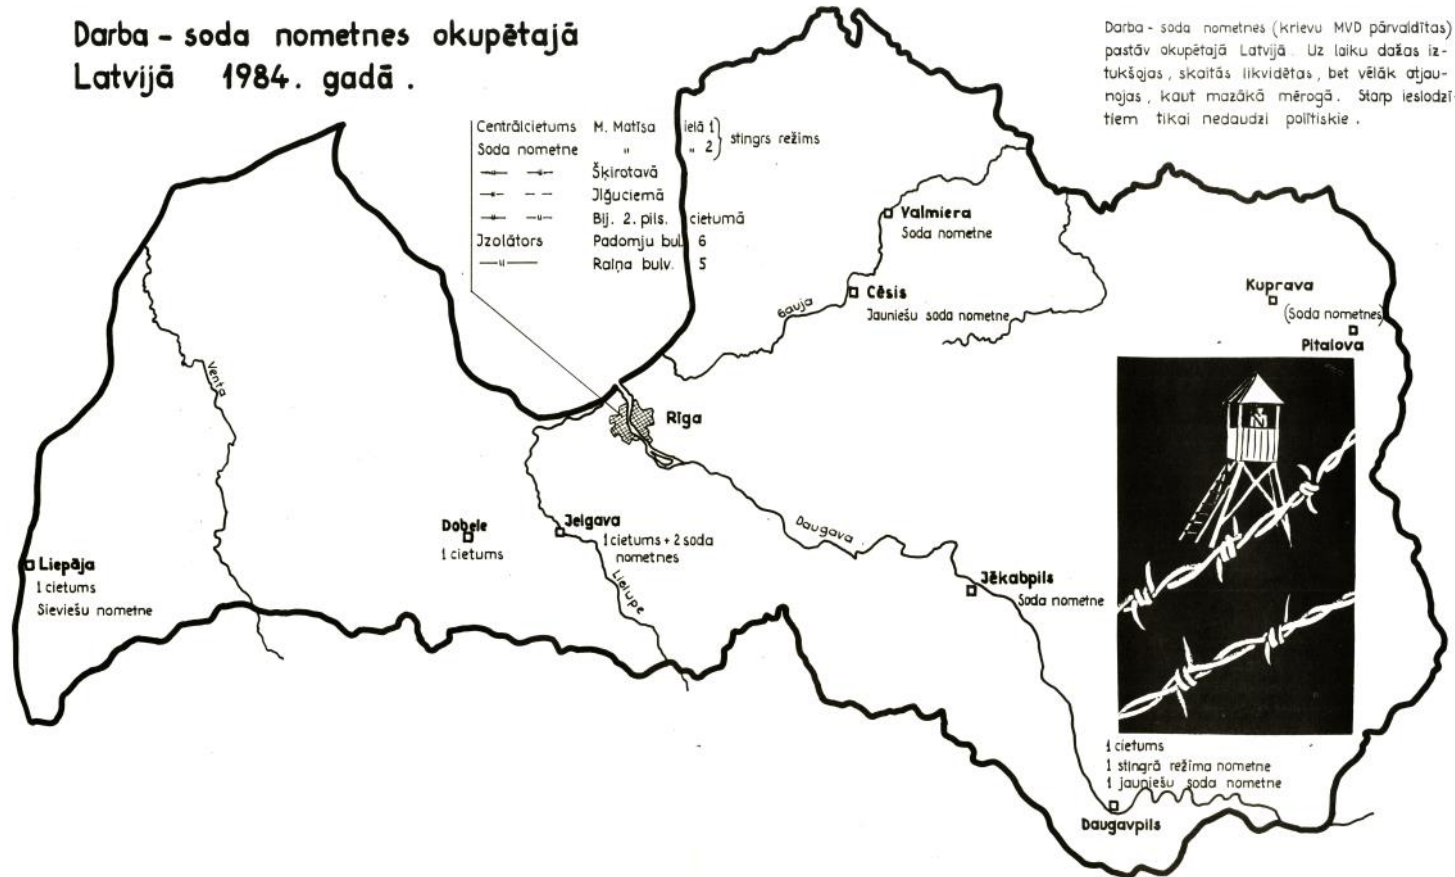 Darba - soda nometnes okupētajā
Latvijā 1984. gadā .
Darba - soda nometnes (krievu MVD pārvaldītas)
pastāv okupētajā Latvijā . Uz laiku dažas iz-
tukšojas , skaitās likvidētas , bet vēlāk atjau-
nojas , kaut mazākā mērogā . Starp ieslodzī-
tiem tikai nedaudzi politiskie .
Centrālcietums M. Matīsa ielā 1 } stingrs režīms
Soda nometne " " 2
—"— —"— Šķirotavā
—"— — — Jlģuciemā
—"— —"— Bij. 2. pils. cietumā
Jzolātors Padomju bul. 6
—"— Raiņa bulv. 5
Valmiera
Soda nometne
Cēsis
Jauniešu soda nometne
Gauja
Kuprava
(Soda nometnes)
Pitalova
Venta
Rīga
Daugava
Dobele
1 cietums
Jelgava
1 cietums + 2 soda
nometnes
Lielupe
Liepāja
1 cietums
Sieviešu nometne
Jēkabpils
Soda nometne
1 cietums
1 stingrā režīma nometne
1 jauniešu soda nometne
Daugavpils